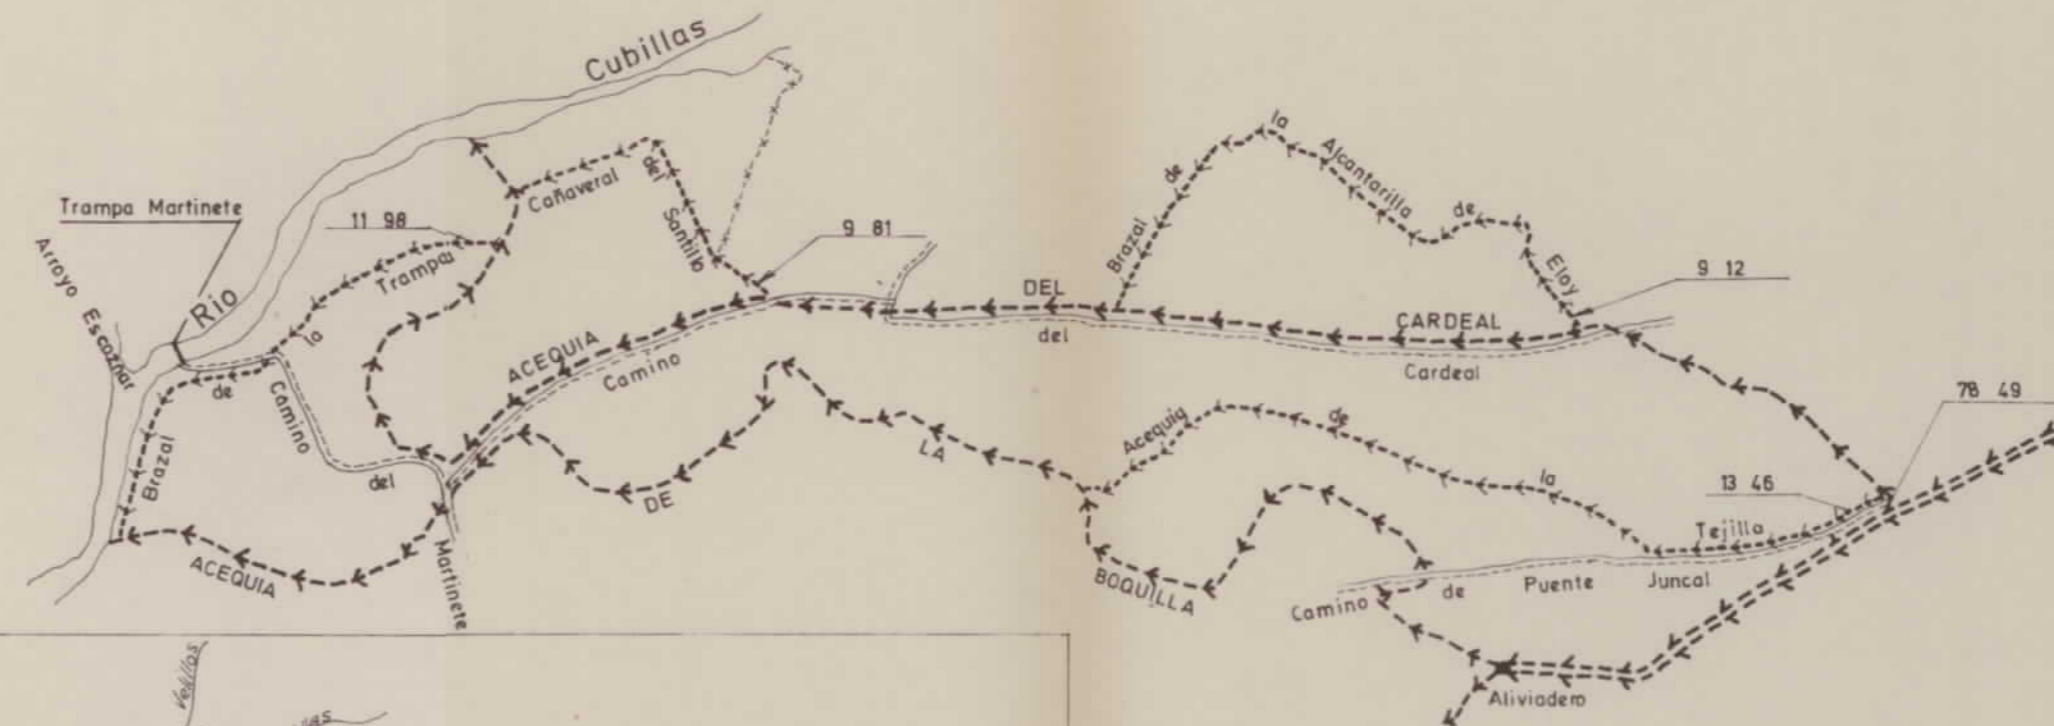 Cubillas
Rio
Trampa Martinete
Arroyo Escoznar
11 98
Brazal de la Trampa
Cañaveral del Santillo
9 81
Brazal de la Alcantarilla de Eloy
9 12
ACEQUIA DEL CARDEAL
Camino del Cardeal
78 49
13 46
Camino del Martinete
ACEQUIA DE LA BOQUILLA
Acequia de la Tejilla
Camino de Puente Juncal
Aliviadero
Velillos